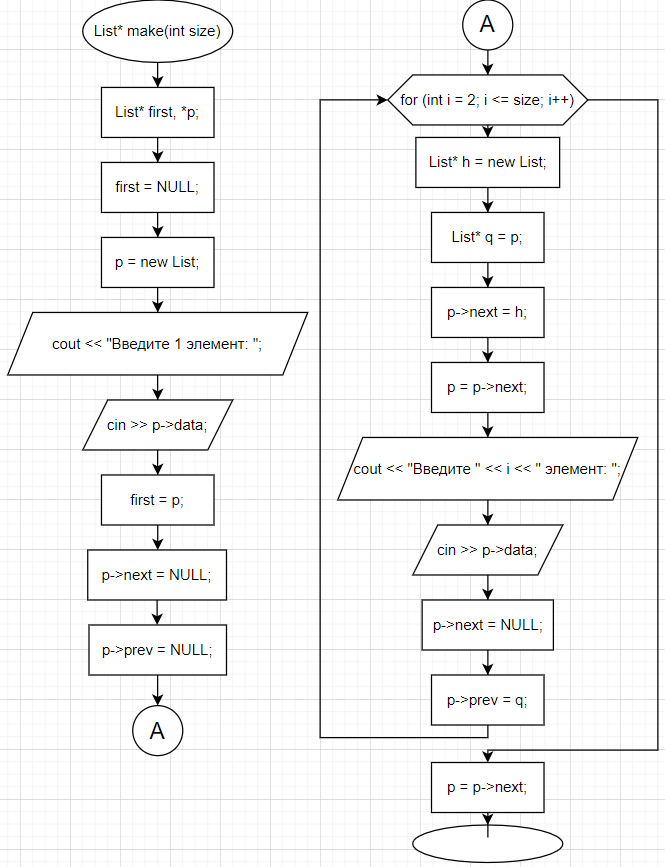 List* make(int size)
List* first, *p;
first = NULL;
p = new List;
cout << "Введите 1 элемент: ";
cin >> p->data;
first = p;
p->next = NULL;
p->prev = NULL;
A
A
for (int i = 2; i <= size; i++)
List* h = new List;
List* q = p;
p->next = h;
p = p->next;
cout << "Введите " << i << " элемент: ";
cin >> p->data;
p->next = NULL;
p->prev = q;
p = p->next;